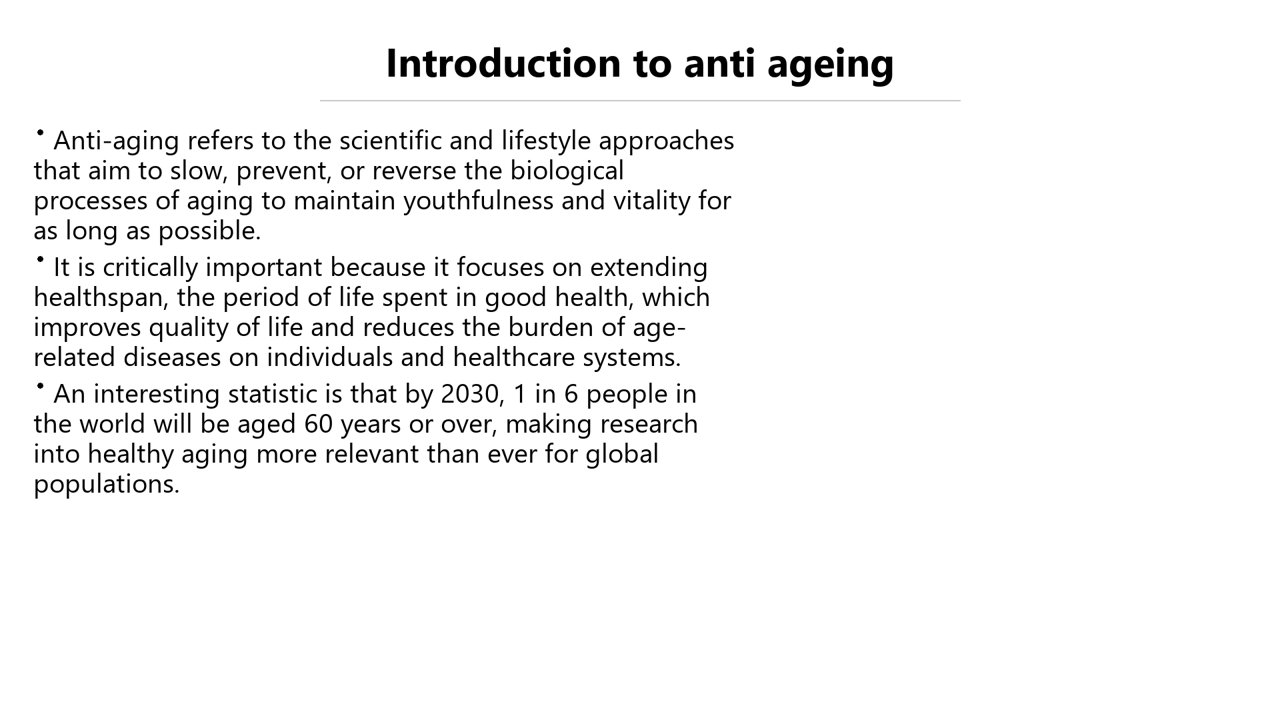 Introduction to anti ageing
• Anti-aging refers to the scientific and lifestyle approaches
that aim to slow, prevent, or reverse the biological
processes of aging to maintain youthfulness and vitality for
as long as possible.
• It is critically important because it focuses on extending
healthspan, the period of life spent in good health, which
improves quality of life and reduces the burden of age-
related diseases on individuals and healthcare systems.
• An interesting statistic is that by 2030, 1 in 6 people in
the world will be aged 60 years or over, making research
into healthy aging more relevant than ever for global
populations.